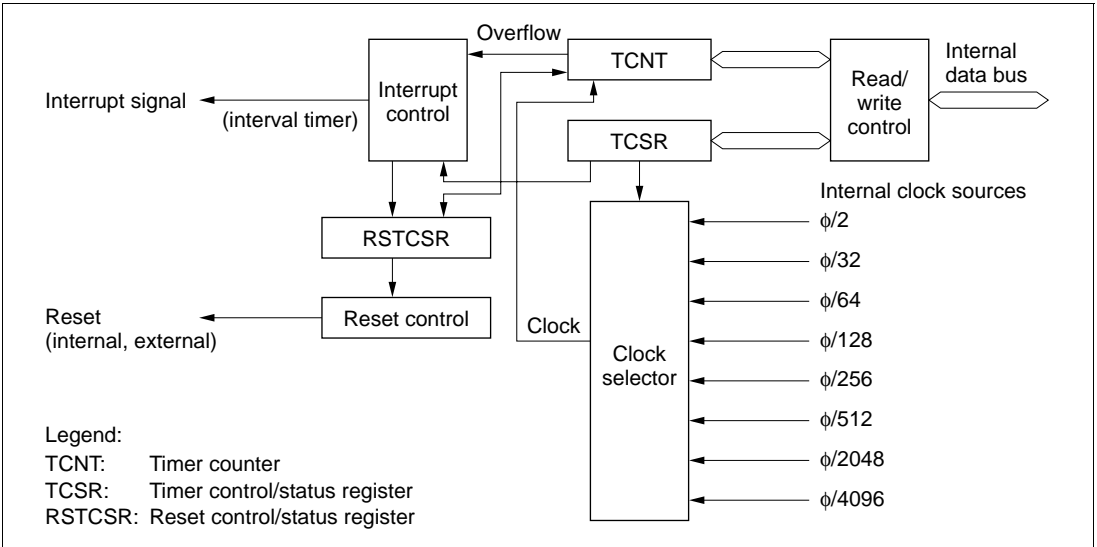 Overflow
TCNT
Internal
data bus
Read/
write
control
Interrupt
control
Interrupt signal
(interval timer)
TCSR
Internal clock sources
φ/2
RSTCSR
φ/32
φ/64
Reset control
Reset
(internal, external)
Clock
φ/128
Clock
selector
φ/256
φ/512
φ/2048
φ/4096
Legend:
TCNT: Timer counter
TCSR: Timer control/status register
RSTCSR: Reset control/status register